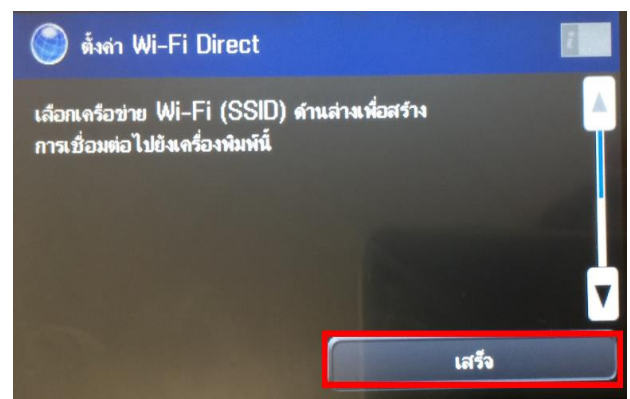 ตั้งค่า Wi-Fi Direct
เลือกเครือข่าย Wi-Fi (SSID) ด้านล่างเพื่อสร้าง
การเชื่อมต่อไปยังเครื่องพิมพ์นี้
เสร็จ